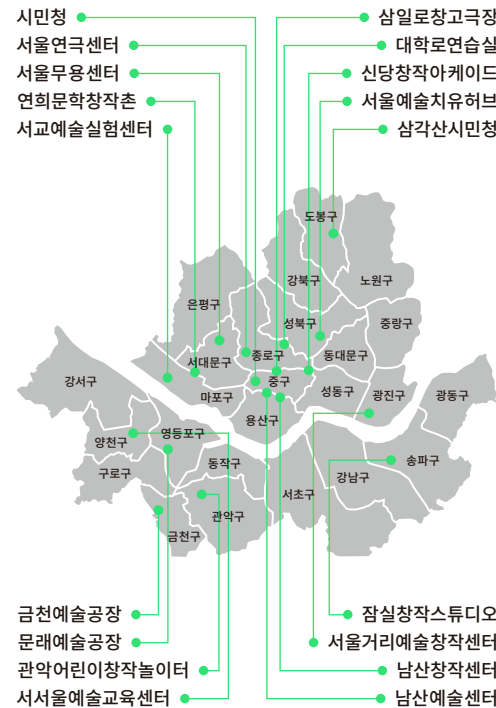 시민청
서울연극센터
서울무용센터
연희문학창작촌
서교예술실험센터
삼일로창고극장
대학로연습실
신당창작아케이드
서울예술치유허브
삼각산시민청
도봉구
강북구
노원구
은평구
성북구
중랑구
서대문구
종로구
동대문구
강서구
중구
마포구
성동구
광진구
광동구
용산구
영등포구
양천구
동작구
송파구
구로구
강남구
서초구
관악구
금천구
금천예술공장
문래예술공장
관악어린이창작놀이터
서서울예술교육센터
잠실창작스튜디오
서울거리예술창작센터
남산창작센터
남산예술센터